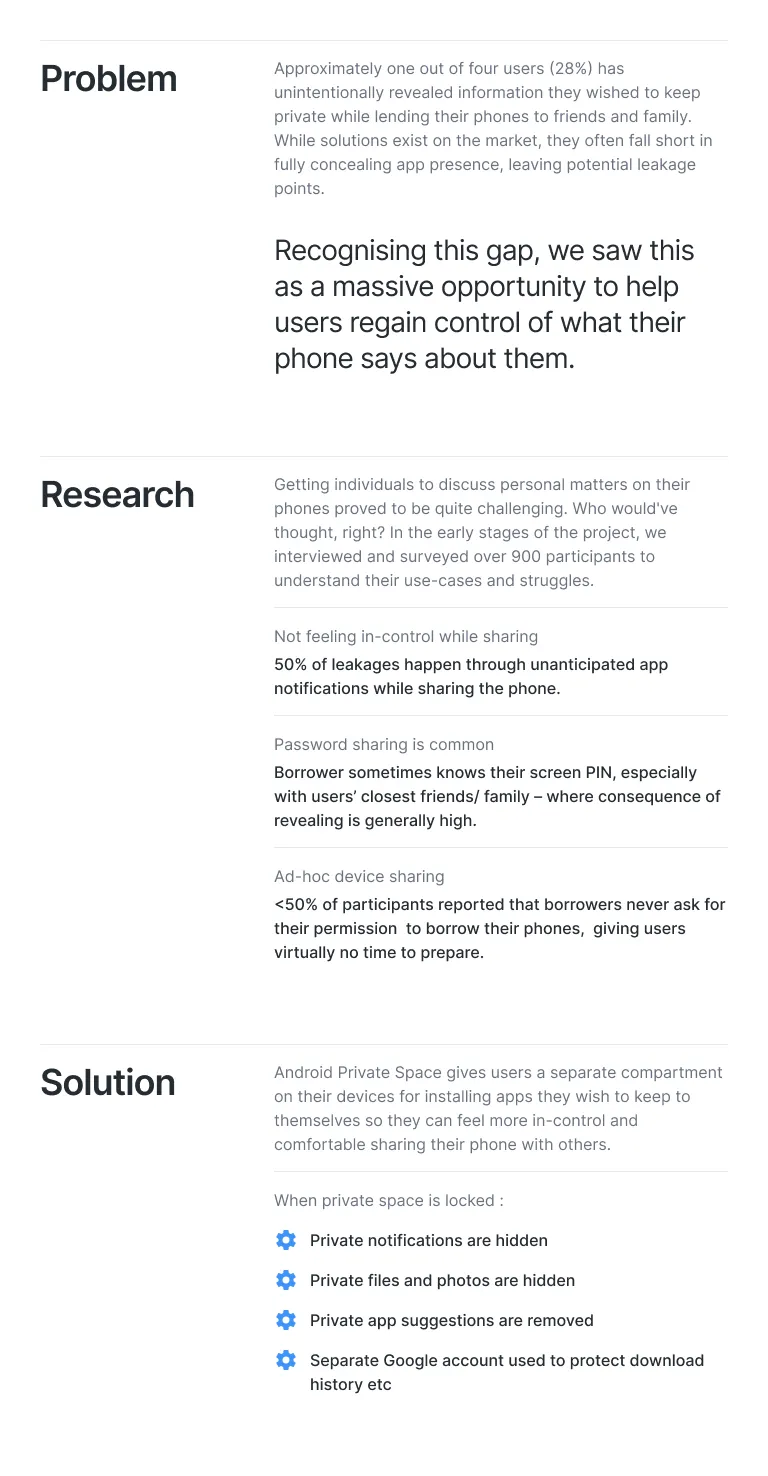 Problem
Approximately one out of four users (28%) has
unintentionally revealed information they wished to keep
private while lending their phones to friends and family.
While solutions exist on the market, they often fall short in
fully concealing app presence, leaving potential leakage
points.
Recognising this gap, we saw this
as a massive opportunity to help
users regain control of what their
phone says about them.
Research
Getting individuals to discuss personal matters on their
phones proved to be quite challenging. Who would've
thought, right? In the early stages of the project, we
interviewed and surveyed over 900 participants to
understand their use-cases and struggles.
Not feeling in-control while sharing
50% of leakages happen through unanticipated app
notifications while sharing the phone.
Password sharing is common
Borrower sometimes knows their screen PIN, especially
with users’ closest friends/ family – where consequence of
revealing is generally high.
Ad-hoc device sharing
<50% of participants reported that borrowers never ask for
their permission  to borrow their phones,  giving users
virtually no time to prepare.
Solution
Android Private Space gives users a separate compartment
on their devices for installing apps they wish to keep to
themselves so they can feel more in-control and
comfortable sharing their phone with others.
When private space is locked :
Private notifications are hidden
Private files and photos are hidden
Private app suggestions are removed
Separate Google account used to protect download
history etc